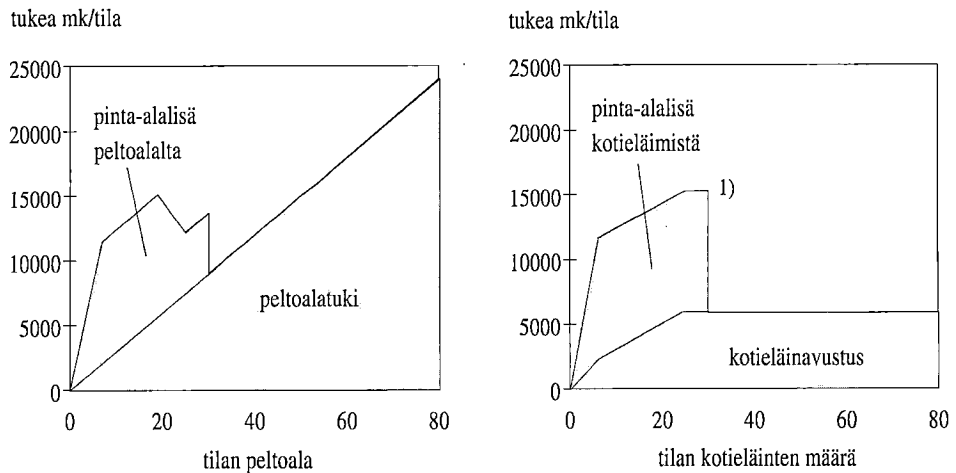 tukea mk/tila
25000
20000
15000
10000
5000
0
pinta-alalisä
peltoalalta
peltoalatuki
0 20 40 60 80
tilan peltoala
tukea mk/tila
25000
20000
15000
10000
5000
0
pinta-alalisä
kotieläimistä
1)
kotieläinavustus
0 20 40 60 80
tilan kotieläinten määrä